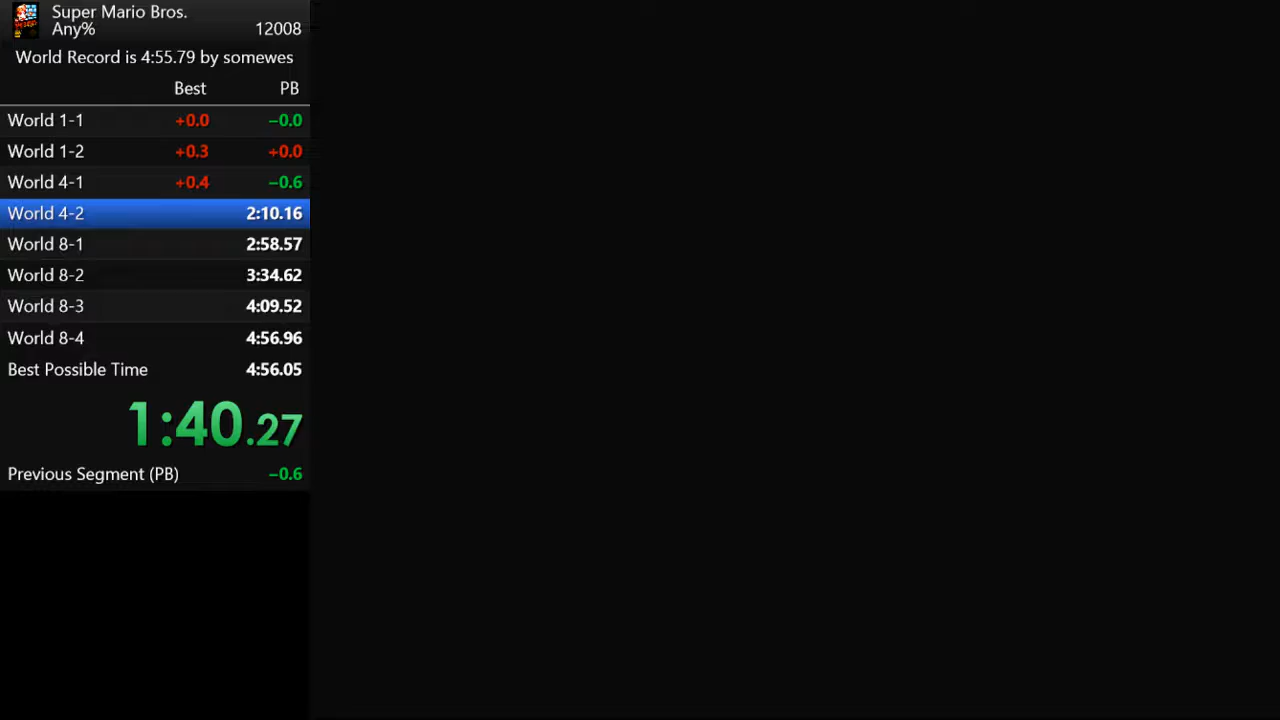 Super Mario Bros.
Any% 12008
World Record is 4:55.79 by somewes
Best PB
World 1-1 +0.0 −0.0
World 1-2 +0.3 +0.0
World 4-1 +0.4 −0.6
World 4-2 2:10.16
World 8-1 2:58.57
World 8-2 3:34.62
World 8-3 4:09.52
World 8-4 4:56.96
Best Possible Time 4:56.05
1:40.27
Previous Segment (PB) −0.6